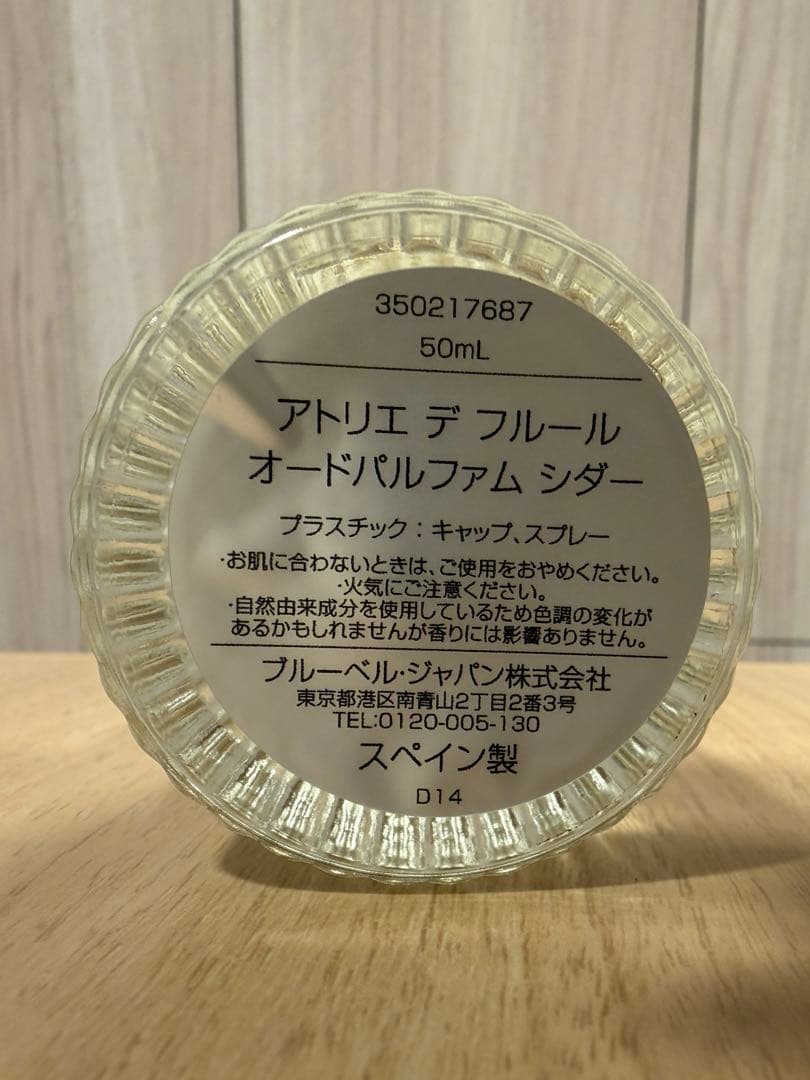 350217687
50mL
アトリエ デ フルール
オードパルファム シダー
プラスチック：キャップ、スプレー
･お肌に合わないときは、ご使用をおやめください。
･火気にご注意ください。
･自然由来成分を使用しているため色調の変化が
あるかもしれませんが香りには影響ありません。
ブルーベル･ジャパン株式会社
東京都港区南青山2丁目2番3号
TEL:0120-005-130
スペイン製
D14